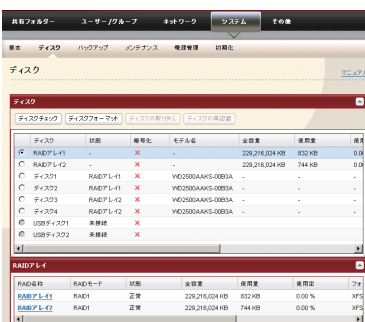 共有フォルダー ユーザー/グループ ネットワーク システム その他
基本 ディスク バックアップ メンテナンス 電源管理 初期化
ディスク マニュア
ディスク
ディスクチェック ディスクフォーマット ディスクの取り外し ディスクの再認識
ディスク 状態 暗号化 モデル名 全容量 使用量 使用
RAIDアレイ1 - - 229,216,024 KB 832 KB 0.0
RAIDアレイ2 - - 229,216,024 KB 744 KB 0.0
ディスク1 RAIDアレイ1 WD2500AAKS-00B3A - -
ディスク2 RAIDアレイ1 WD2500AAKS-00B3A - -
ディスク3 RAIDアレイ2 WD2500AAKS-00B3A - -
ディスク4 RAIDアレイ2 WD2500AAKS-00B3A - -
USBディスク1 未接続 - -
USBディスク2 未接続 - -
RAIDアレイ
RAID名称 RAIDモード 状態 全容量 使用量 使用率 フォ
RAIDアレイ1 RAID1 正常 229,216,024 KB 832 KB 0.00 % XFS
RAIDアレイ2 RAID1 正常 229,216,024 KB 744 KB 0.00 % XFS